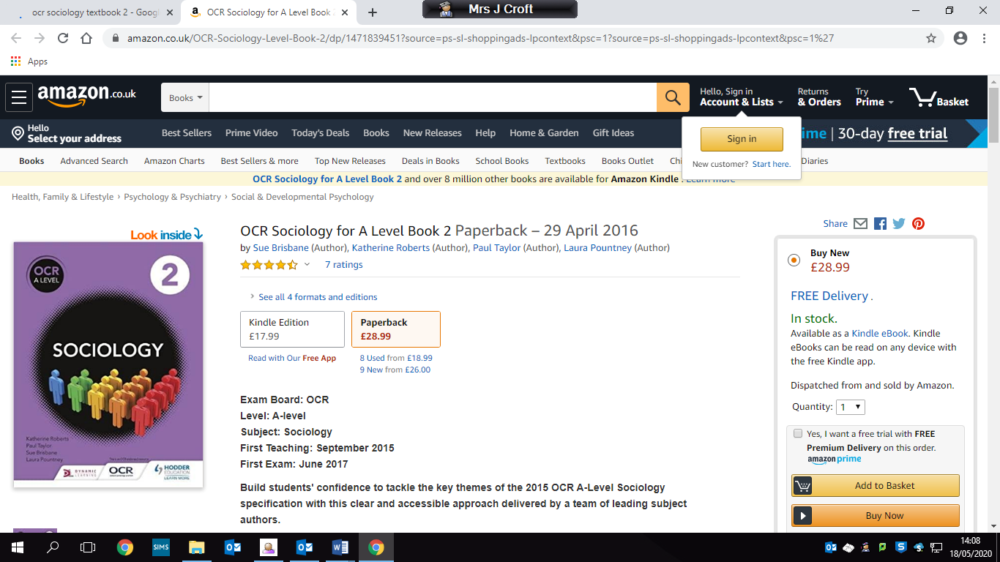 ocr sociology textbook 2 - Googl
OCR Sociology for A Level Book 2
Mrs J Croft
amazon.co.uk/OCR-Sociology-Level-Book-2/dp/1471839451?source=ps-sl-shoppingads-lpcontext&psc=1?source=ps-sl-shoppingads-lpcontext&psc=1%27
Apps
amazon.co.uk
Books
Hello, Sign in
Account & Lists
Returns
& Orders
Try
Prime
Basket
Hello
Select your address
Best Sellers Prime Video Today's Deals Books New Releases Help Home & Garden Gift Ideas
ime | 30-day free trial
Sign in
New customer? Start here.
Books Advanced Search Amazon Charts Best Sellers & more Top New Releases Deals in Books School Books Textbooks Books Outlet Chi Diaries
OCR Sociology for A Level Book 2 and over 8 million other books are available for Amazon Kindle . Learn more
Health, Family & Lifestyle › Psychology & Psychiatry › Social & Developmental Psychology
Look inside
OCR
A LEVEL
2
SOCIOLOGY
Katherine Roberts
Paul Taylor
Sue Brisbane
Laura Pountney
DYNAMIC
LEARNING
OCR
HODDER
EDUCATION
LEARN MORE
OCR Sociology for A Level Book 2 Paperback – 29 April 2016
by Sue Brisbane (Author), Katherine Roberts (Author), Paul Taylor (Author), Laura Pountney (Author)
7 ratings
See all 4 formats and editions
Kindle Edition
£17.99
Read with Our Free App
Paperback
£28.99
8 Used from £18.99
9 New from £26.00
Exam Board: OCR
Level: A-level
Subject: Sociology
First Teaching: September 2015
First Exam: June 2017
Build students' confidence to tackle the key themes of the 2015 OCR A-Level Sociology
specification with this clear and accessible approach delivered by a team of leading subject
authors.
Share
Buy New
£28.99
FREE Delivery .
In stock.
Available as a Kindle eBook. Kindle
eBooks can be read on any device with
the free Kindle app.
Dispatched from and sold by Amazon.
Quantity: 1
Yes, I want a free trial with FREE
Premium Delivery on this order.
amazon prime
Add to Basket
Buy Now
SIMS
14:08
18/05/2020